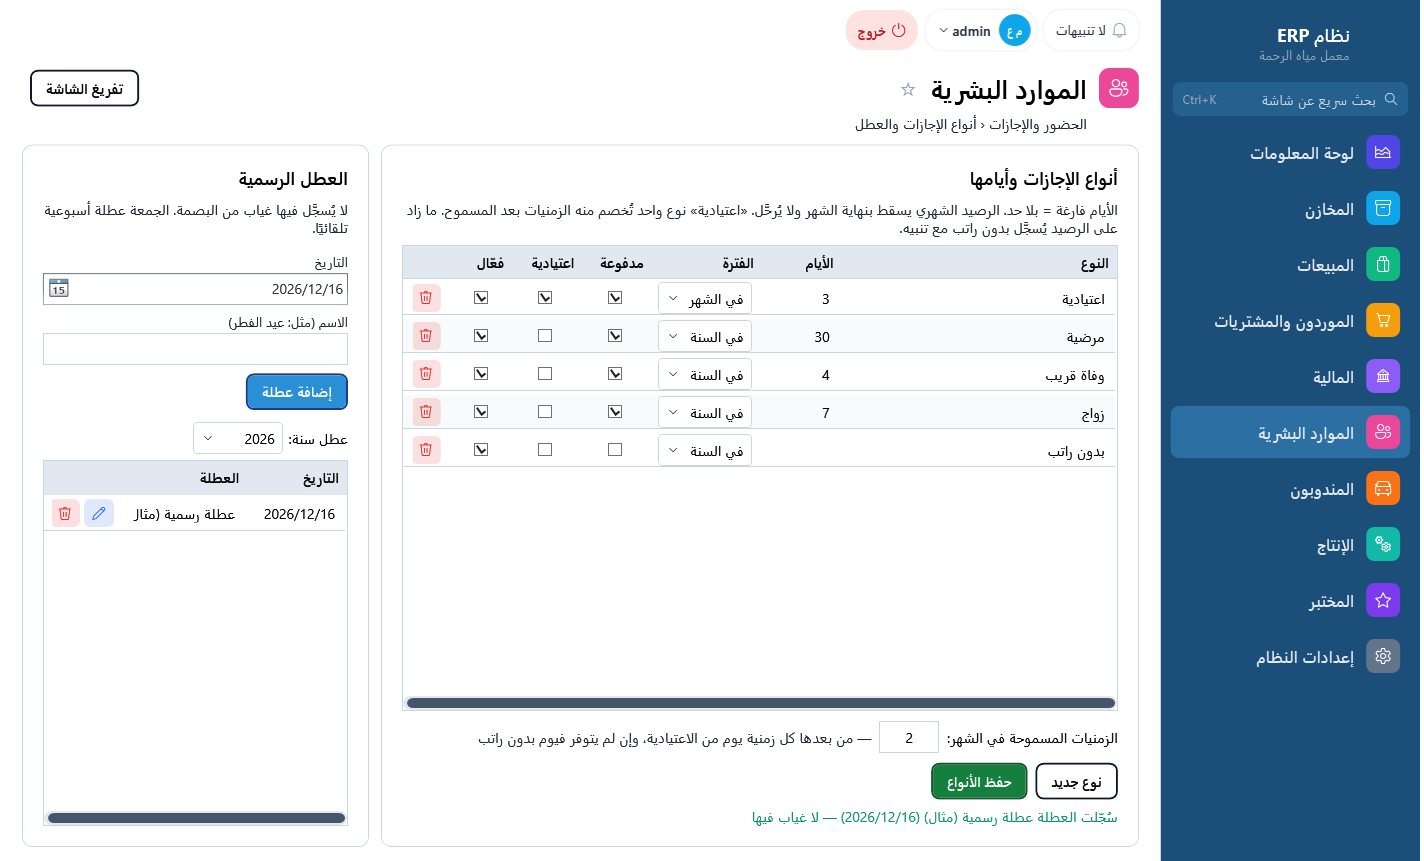 نظام ERP
معمل مياه الرحمة
بحث سريع عن شاشة Ctrl+K
لوحة المعلومات
المخازن
المبيعات
الموردون والمشتريات
المالية
الموارد البشرية
المندوبون
الإنتاج
المختبر
إعدادات النظام
لا تنبيهات
م ع admin
خروج
الموارد البشرية
الحضور والإجازات › أنواع الإجازات والعطل
تفريغ الشاشة
أنواع الإجازات وأيامها
الأيام فارغة = بلا حد. الرصيد الشهري يسقط بنهاية الشهر ولا يُرحَّل. «اعتيادية» نوع واحد تُخصم منه الزمنيات بعد المسموح. ما زاد
على الرصيد يُسجَّل بدون راتب مع تنبيه.
النوع الأيام الفترة مدفوعة اعتيادية فعّال
اعتيادية 3 في الشهر
مرضية 30 في السنة
وفاة قريب 4 في السنة
زواج 7 في السنة
بدون راتب في السنة
الزمنيات المسموحة في الشهر: 2 — من بعدها كل زمنية يوم من الاعتيادية، وإن لم يتوفر فيوم بدون راتب
نوع جديد
حفظ الأنواع
سُجّلت العطلة عطلة رسمية (مثال) (2026/12/16) — لا غياب فيها
العطل الرسمية
لا يُسجَّل فيها غياب من البصمة. الجمعة عطلة أسبوعية
تلقائيًا.
التاريخ
2026/12/16 15
الاسم (مثل: عيد الفطر)
إضافة عطلة
عطل سنة: 2026
التاريخ العطلة
2026/12/16 عطلة رسمية (مثال